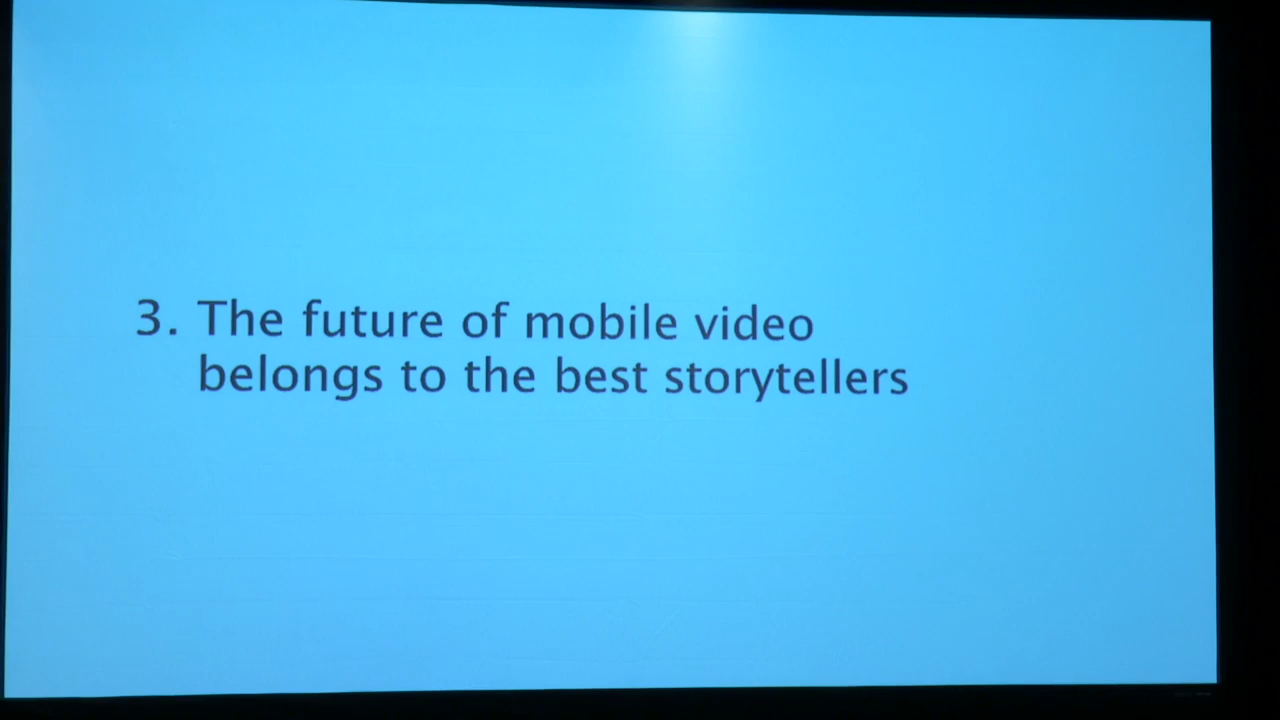 3. The future of mobile video
belongs to the best storytellers